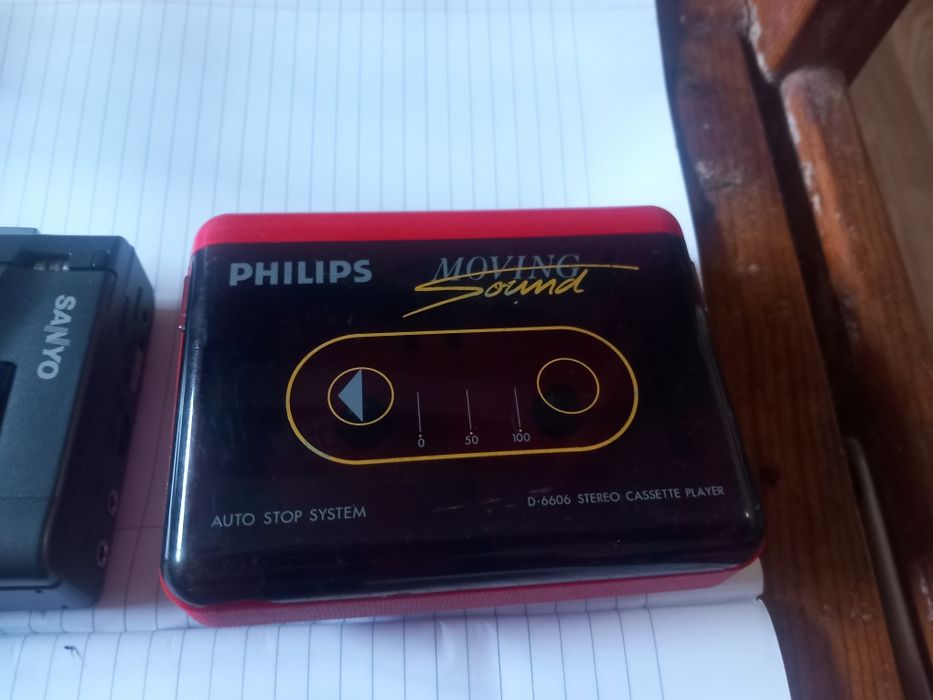 PHILIPS
MOVING
Sound
0 50 100
AUTO STOP SYSTEM
D-6606 STEREO CASSETTE PLAYER
SANYO